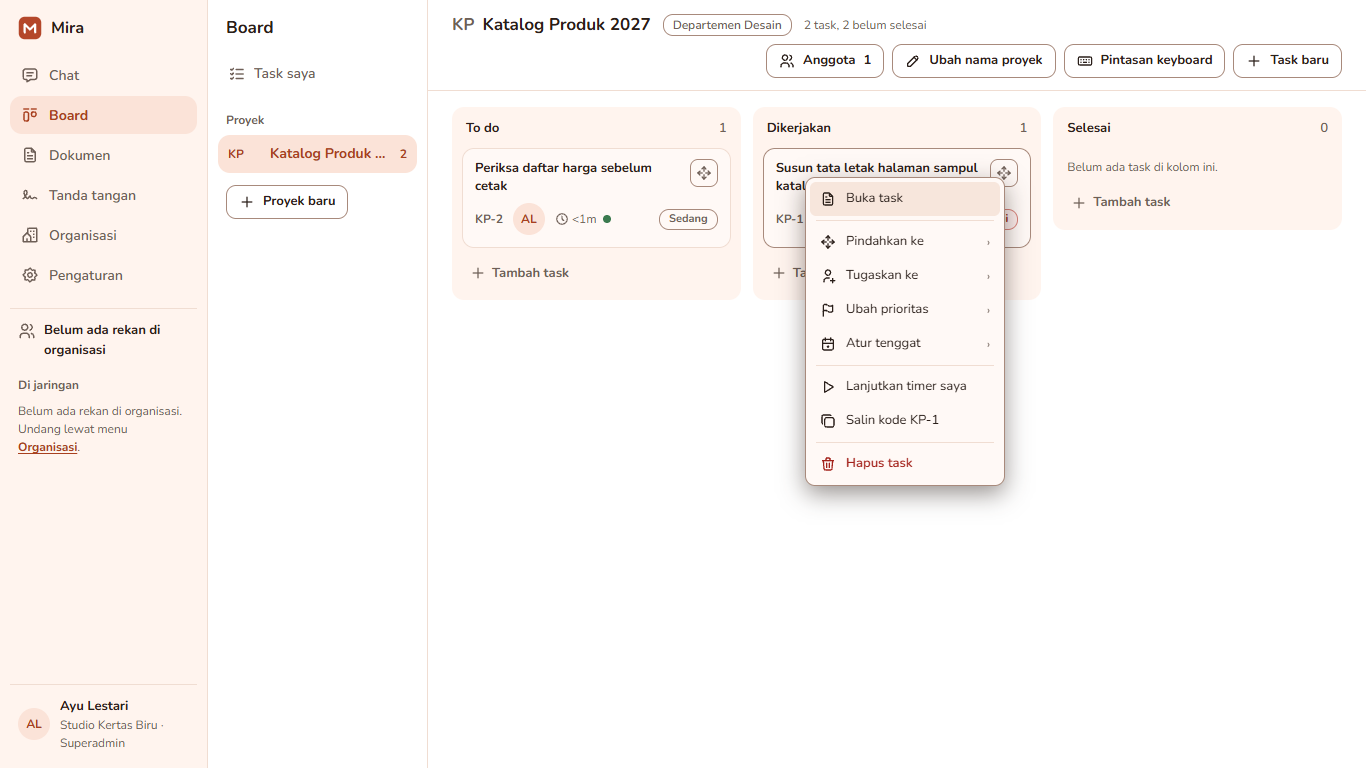 Mira
Chat
Board
Dokumen
Tanda tangan
Organisasi
Pengaturan
Belum ada rekan di
organisasi
Di jaringan
Belum ada rekan di organisasi.
Undang lewat menu
Organisasi.
AL
Ayu Lestari
Studio Kertas Biru ·
Superadmin
Board
Task saya
Proyek
KP Katalog Produk ... 2
+ Proyek baru
KP Katalog Produk 2027 Departemen Desain 2 task, 2 belum selesai
Anggota 1
Ubah nama proyek
Pintasan keyboard
+ Task baru
To do 1
Periksa daftar harga sebelum
cetak
KP-2 AL <1m Sedang
+ Tambah task
Dikerjakan 1
Susun tata letak halaman sampul
KP-1
Buka task
Pindahkan ke ›
Tugaskan ke ›
Ubah prioritas ›
Atur tenggat ›
Lanjutkan timer saya
Salin kode KP-1
Hapus task
Selesai 0
Belum ada task di kolom ini.
+ Tambah task